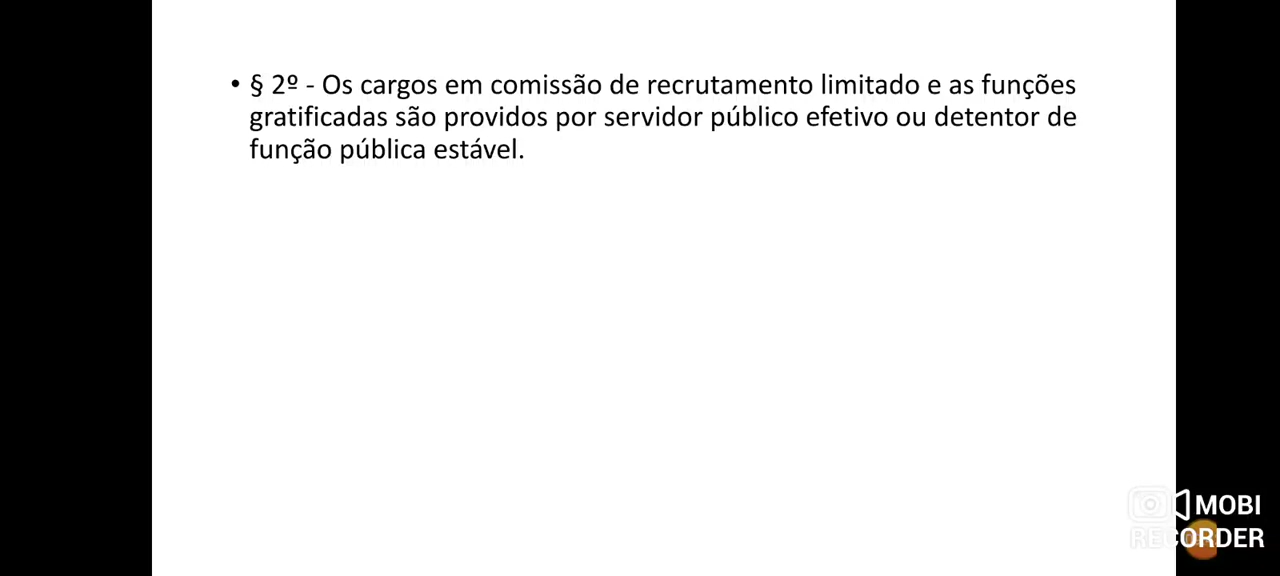 • § 2º - Os cargos em comissão de recrutamento limitado e as funções
gratificadas são providos por servidor público efetivo ou detentor de
função pública estável.
MOBI
RECORDER